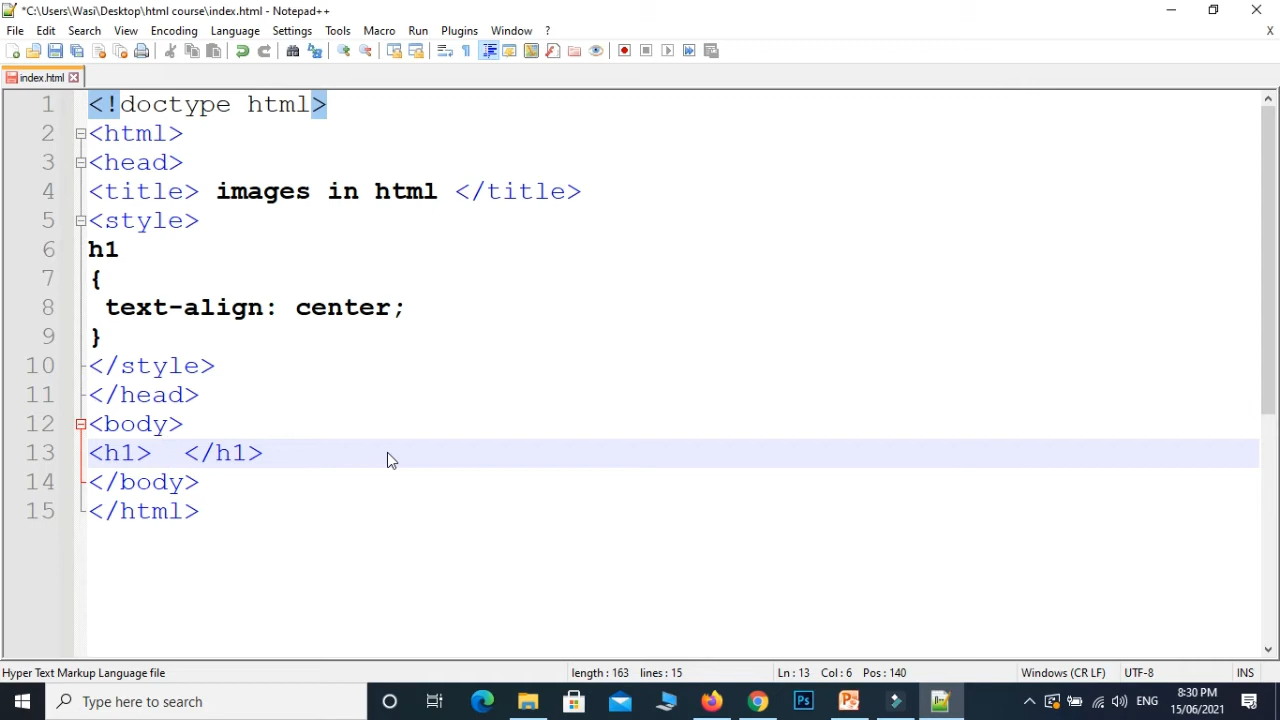 *C:\Users\Wasi\Desktop\html course\index.html - Notepad++
File Edit Search View Encoding Language Settings Tools Macro Run Plugins Window ? X
index.html
1 <!doctype html>
2 <html>
3 <head>
4 <title> images in html </title>
5 <style>
6 h1
7 {
8 text-align: center;
9 }
10 </style>
11 </head>
12 <body>
13 <h1>  </h1>
14 </body>
15 </html>
Hyper Text Markup Language file length : 163 lines : 15 Ln : 13 Col : 6 Pos : 140 Windows (CR LF) UTF-8 INS
Type here to search Ps ENG 8:30 PM
15/06/2021